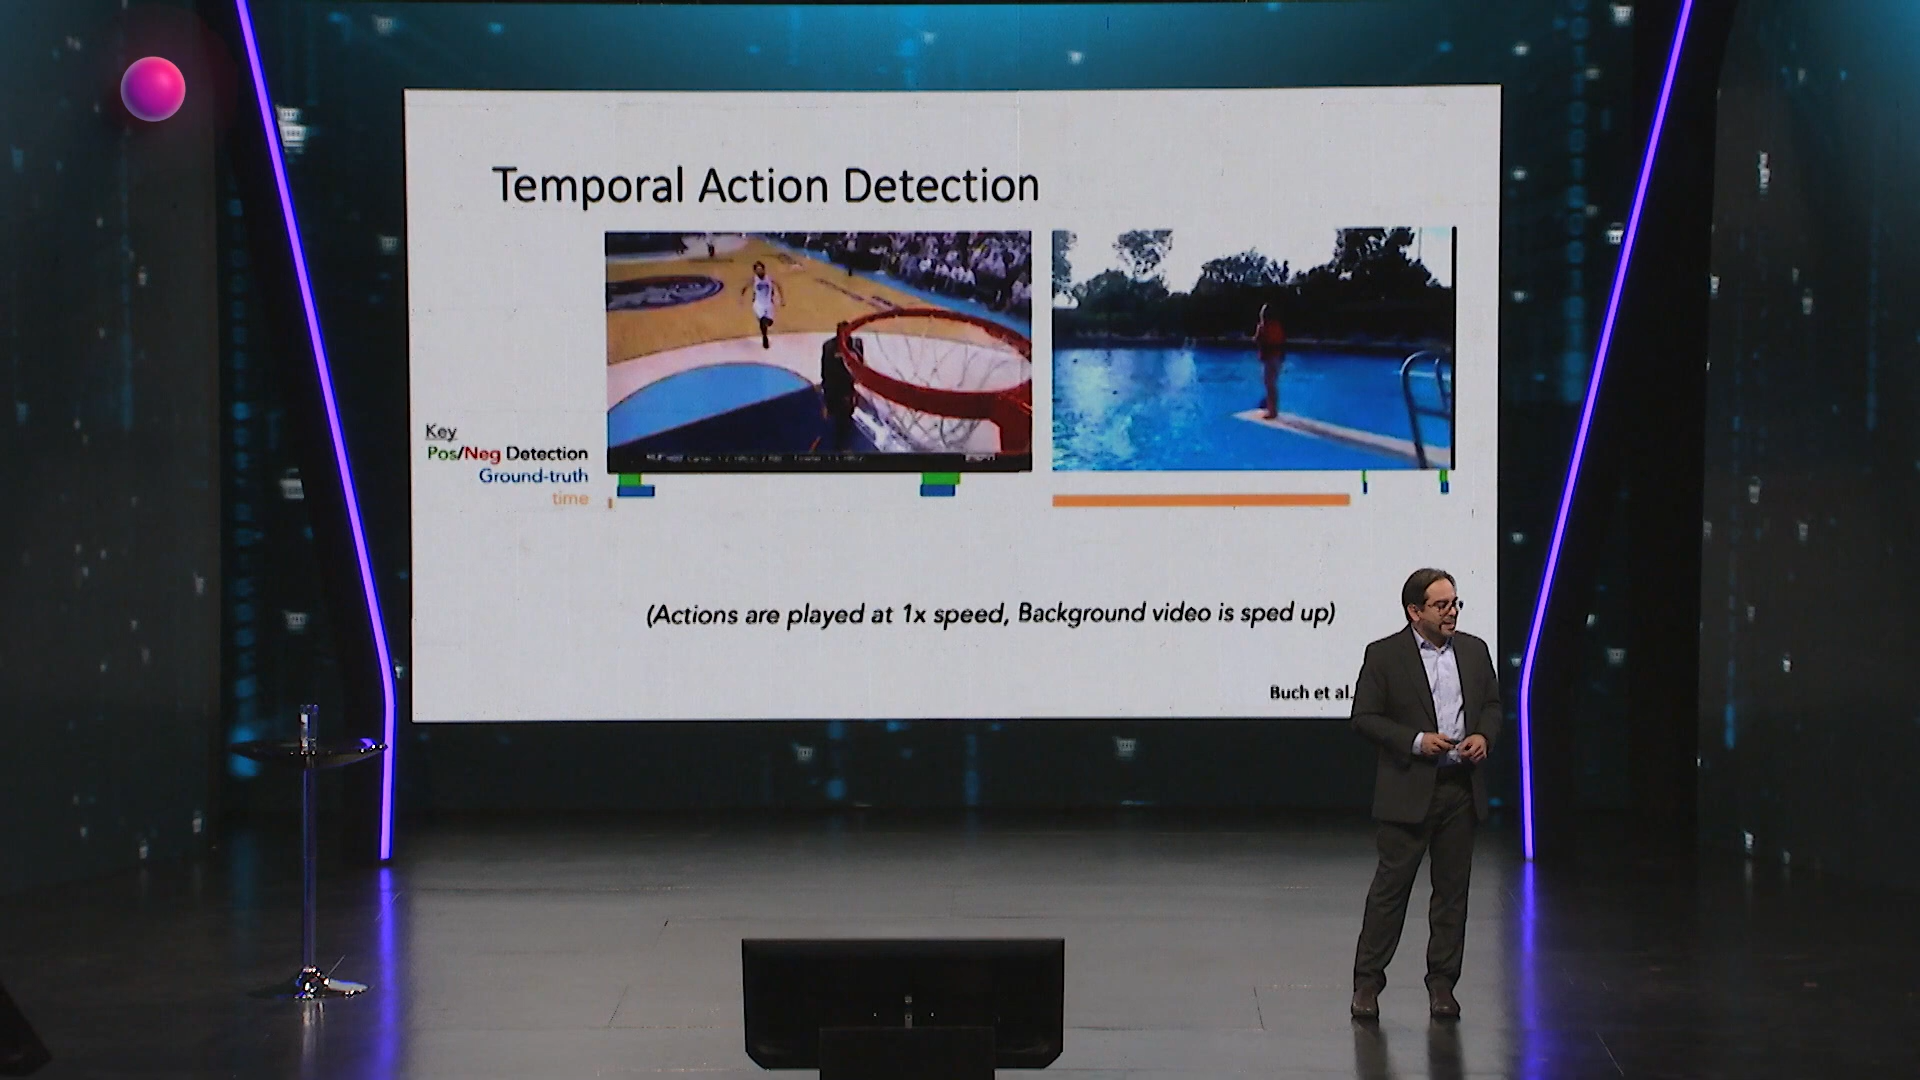 Temporal Action Detection
Key
Pos/Neg Detection
Ground-truth
time
(Actions are played at 1x speed, Background video is sped up)
Buch et al.